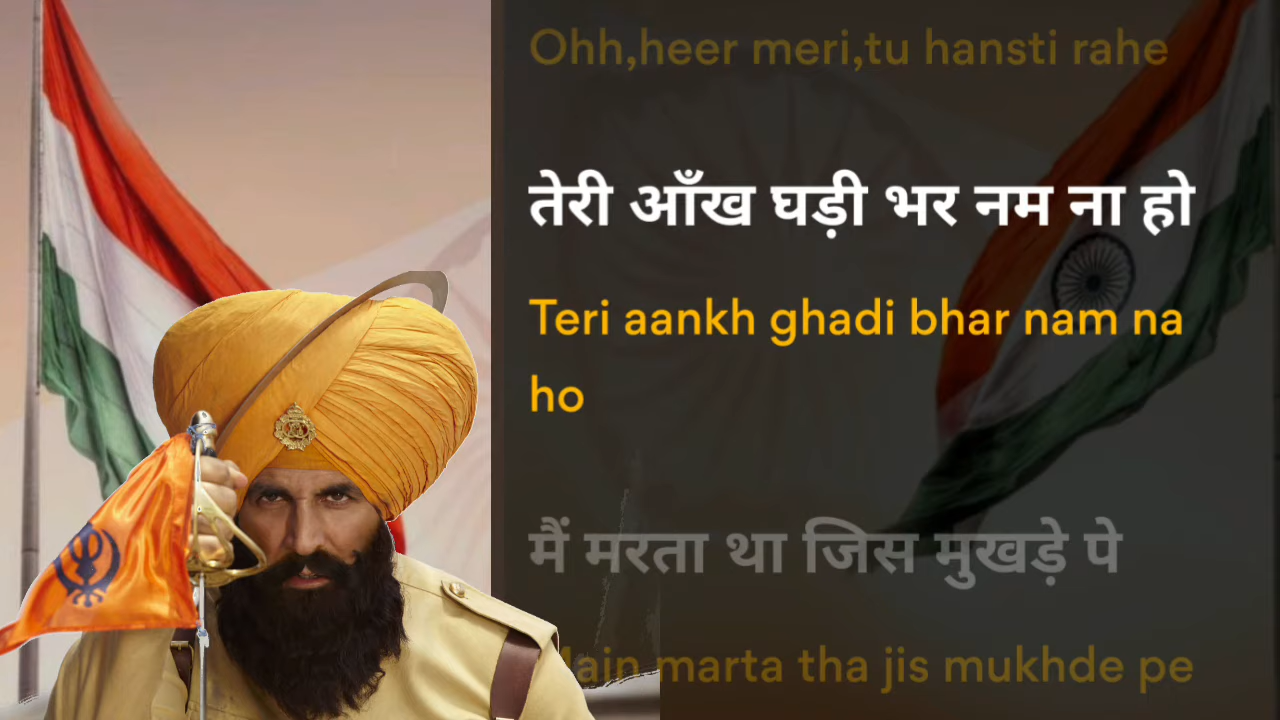 Ohh,heer meri,tu hansti rahe
तेरी आँख घड़ी भर नम ना हो
Teri aankh ghadi bhar nam na
ho
मैं मरता था जिस मुखड़े पे
Main marta tha jis mukhde pe